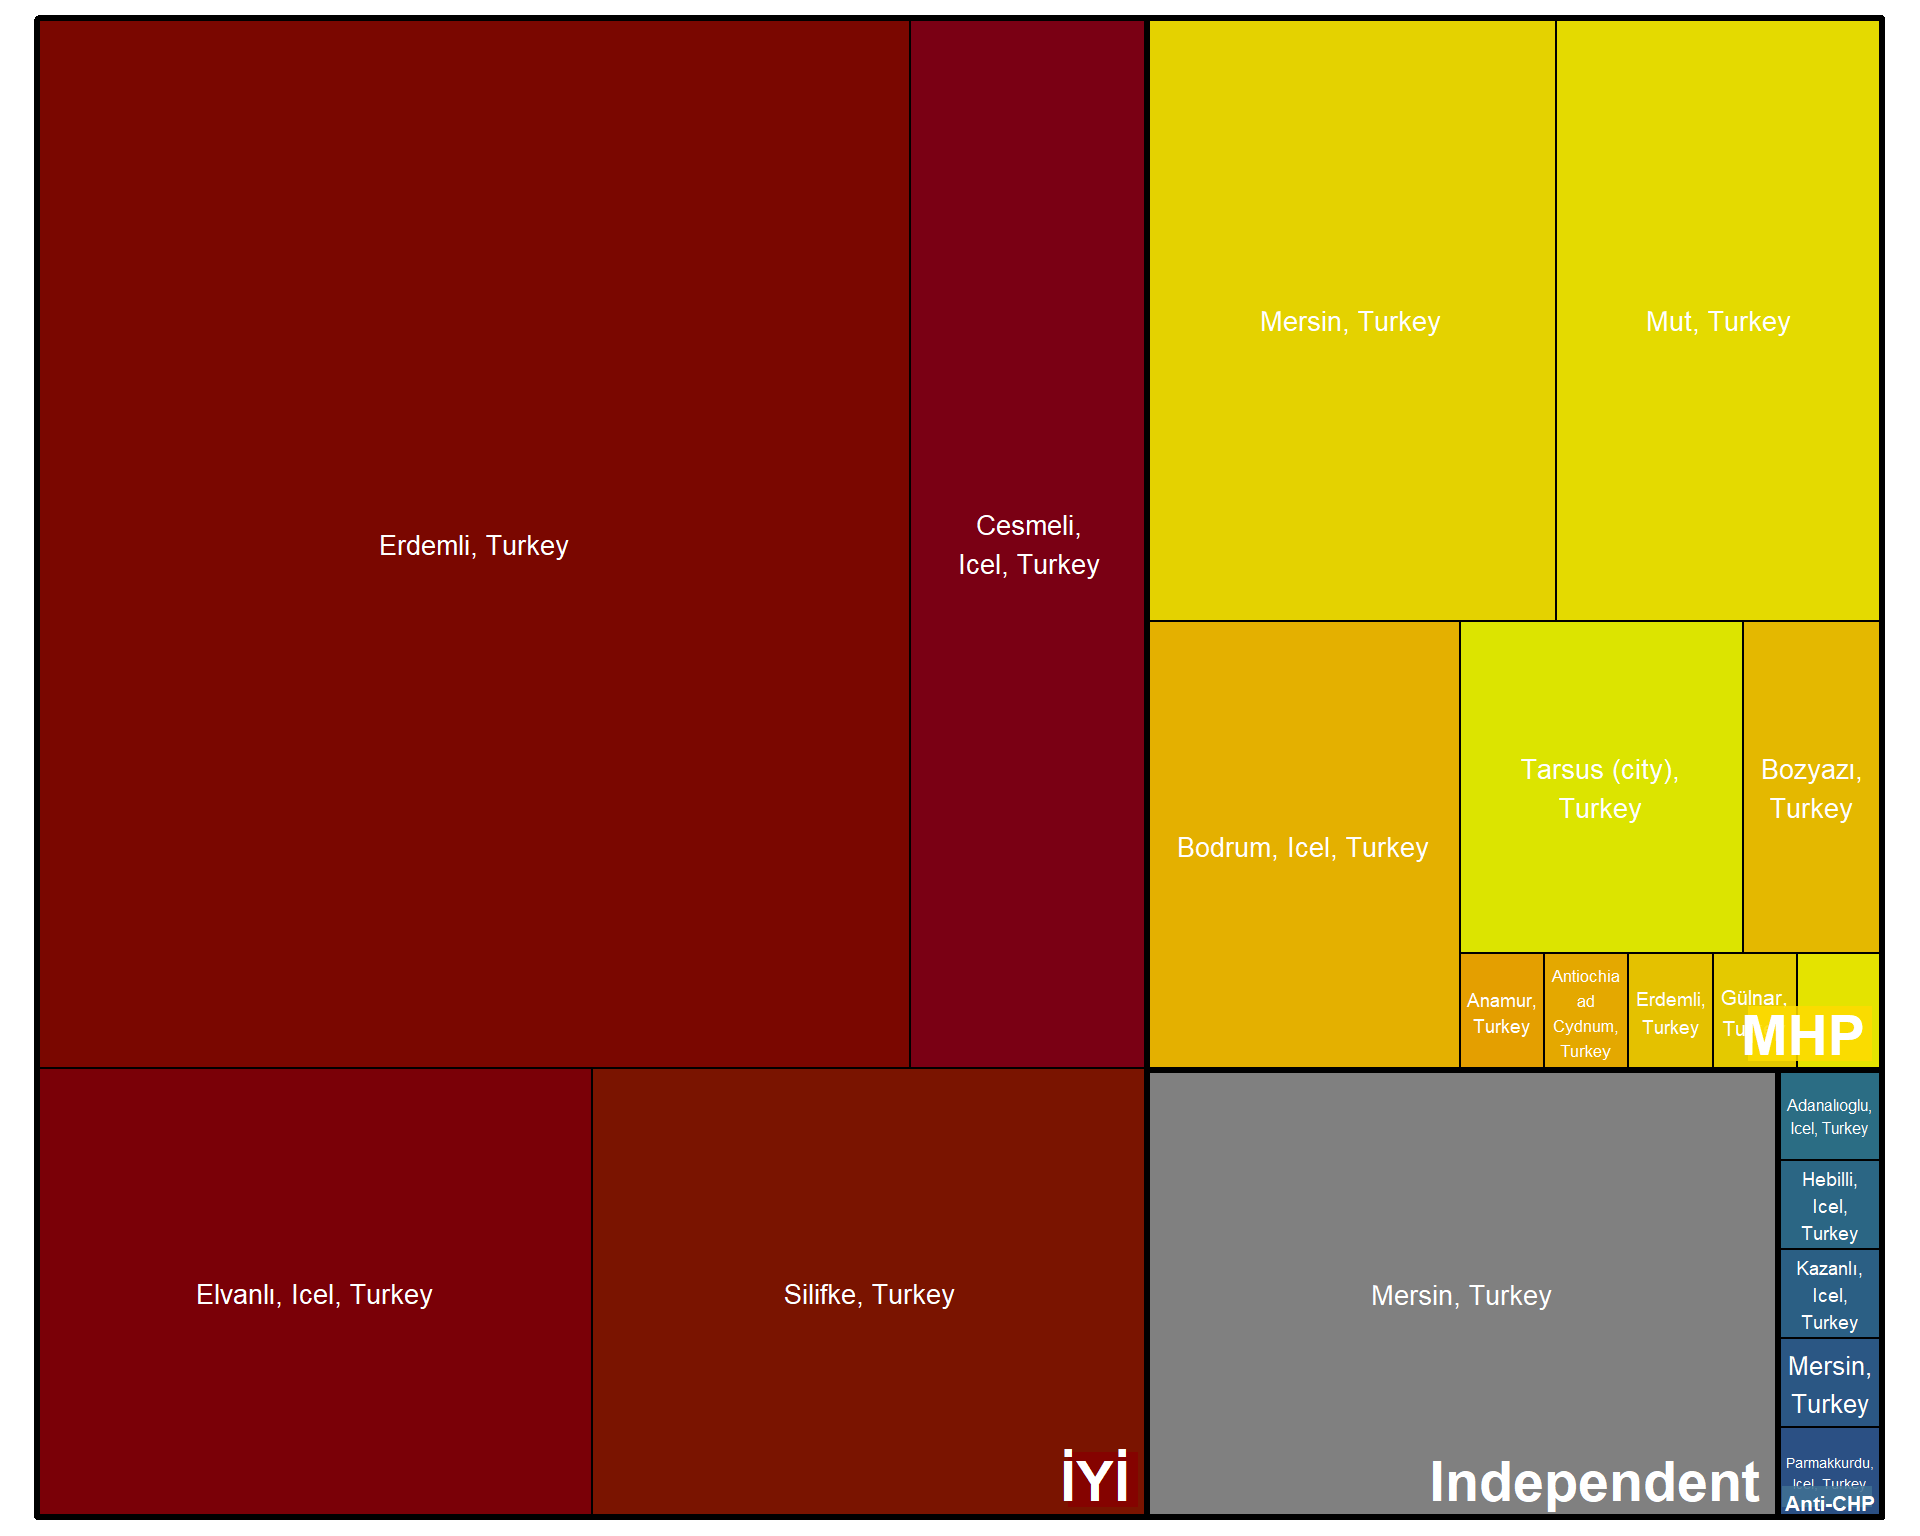 Erdemli, Turkey
Cesmeli,
Icel, Turkey
Elvanlı, Icel, Turkey
Silifke, Turkey
İYİ
Mersin, Turkey
Mut, Turkey
Bodrum, Icel, Turkey
Tarsus (city),
Turkey
Bozyazı,
Turkey
Anamur,
Turkey
Antiochia
ad
Cydnum,
Turkey
Erdemli,
Turkey
Gülnar,
MHP
Mersin, Turkey
Independent
Adanalıoglu,
Icel, Turkey
Hebilli,
Icel,
Turkey
Kazanlı,
Icel,
Turkey
Mersin,
Turkey
Parmakkurdu,
Icel, Turkey
Anti-CHP